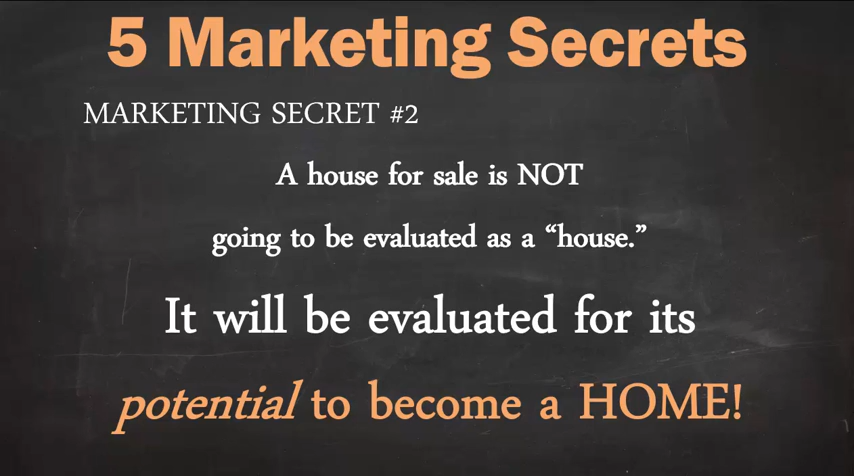 5 Marketing Secrets
MARKETING SECRET #2
A house for sale is NOT
going to be evaluated as a “house.”
It will be evaluated for its
potential to become a HOME!